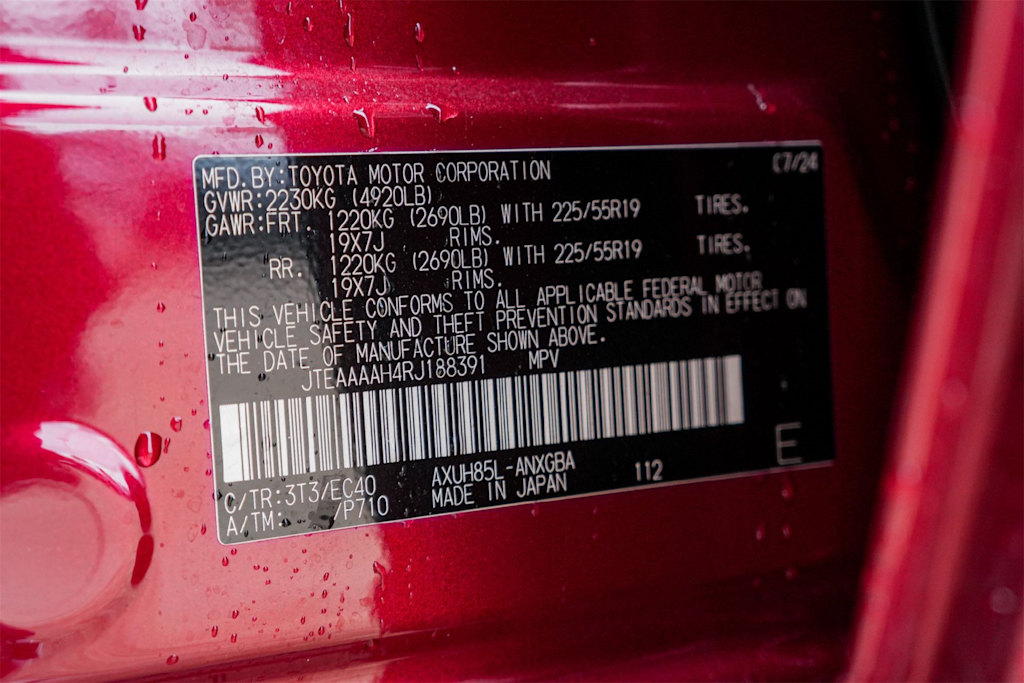 MFD. BY: TOYOTA MOTOR CORPORATION 07/24
GVWR: 2230KG (4920LB)
GAWR: FRT. 1220KG (2690LB) WITH 225/55R19 TIRES.
19X7J RIMS.
RR. 1220KG (2690LB) WITH 225/55R19 TIRES.
19X7J RIMS.
THIS VEHICLE CONFORMS TO ALL APPLICABLE FEDERAL MOTOR
VEHICLE SAFETY AND THEFT PREVENTION STANDARDS IN EFFECT ON
THE DATE OF MANUFACTURE SHOWN ABOVE.
JTEAAAAH4RJ188391 MPV
E
C/TR: 3T3/EC40 AXUH85L-ANXGBA 112
A/TM: /P710 MADE IN JAPAN